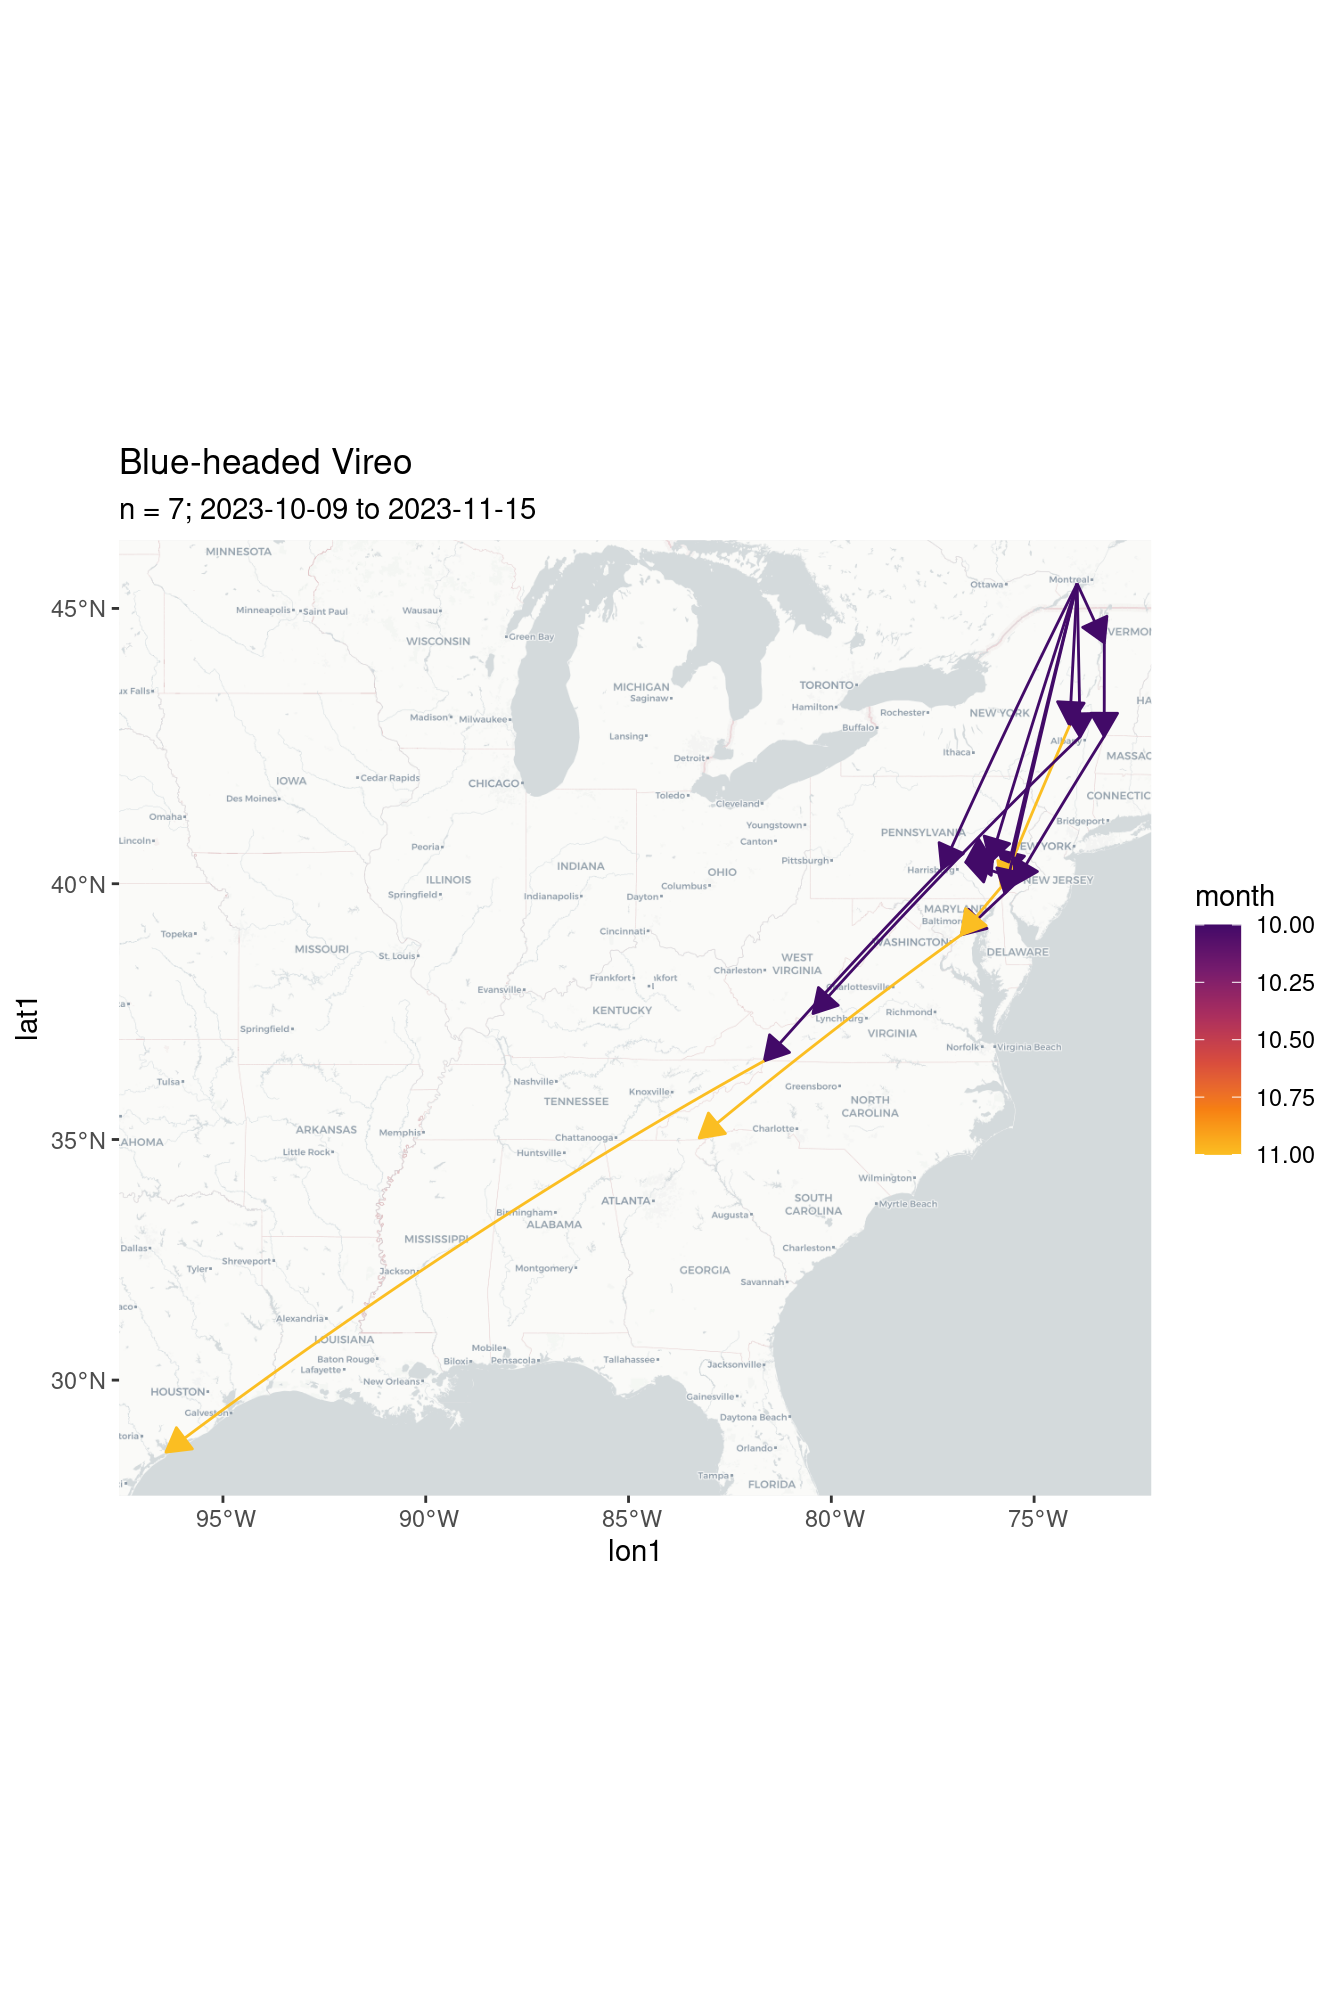 Blue-headed Vireo
n = 7; 2023-10-09 to 2023-11-15
MINNESOTA
Minneapolis
Saint Paul
Wausau
WISCONSIN
Green Bay
Ottawa
Montreal
VERMO
45°N
ux Falls
MICHIGAN
Saginaw
TORONTO
Hamilton
Rochester
NEW YORK
HA
Madison
Milwaukee
Lansing
Buffalo
Albany
Detroit
Ithaca
MASSAC
IOWA
Cedar Rapids
CHICAGO
Des Moines
Toledo
Cleveland
CONNECTIC
Omaha
Youngstown
Bridgeport
Lincoln
Peoria
Canton
PENNSYLVANIA
EW YORK
Pittsburgh
INDIANA
OHIO
Harrisburg
40°N
ILLINOIS
Columbus
NEW JERSEY
Springfield
Indianapolis
Dayton
MARYLAND
Baltimore
Topeka
Cincinnati
MISSOURI
St. Louis
WASHINGTON
DELAWARE
WEST
VIRGINIA
Charleston
Frankfort
kfort
Evansville
Charlottesville
ta
KENTUCKY
Lynchburg
Richmond
Springfield
VIRGINIA
Norfolk
Virginia Beach
Tulsa
Nashville
Knoxville
Greensboro
TENNESSEE
NORTH
CAROLINA
35°N
AHOMA
ARKANSAS
Memphis
Charlotte
Chattanooga
Little Rock
Huntsville
Wilmington
ATLANTA
SOUTH
CAROLINA
Myrtle Beach
Birmingham
ALABAMA
Augusta
MISSISSIPPI
Dallas
Charleston
Shreveport
Tyler
Jackson
Montgomery
GEORGIA
Savannah
aco
Alexandria
LOUISIANA
Mobile
Baton Rouge
Biloxi
Pensacola
Tallahassee
Jacksonville
Lafayette
30°N
New Orleans
HOUSTON
Gainesville
Galveston
Daytona Beach
toria
Orlando
Tampa
FLORIDA
95°W
90°W
85°W
80°W
75°W
lon1
lat1
month
10.00
10.25
10.50
10.75
11.00